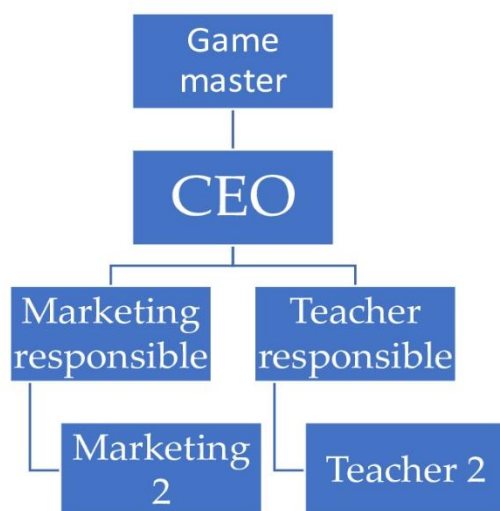 Game
master
CEO
Marketing
responsible
Teacher
responsible
Marketing
2
Teacher 2